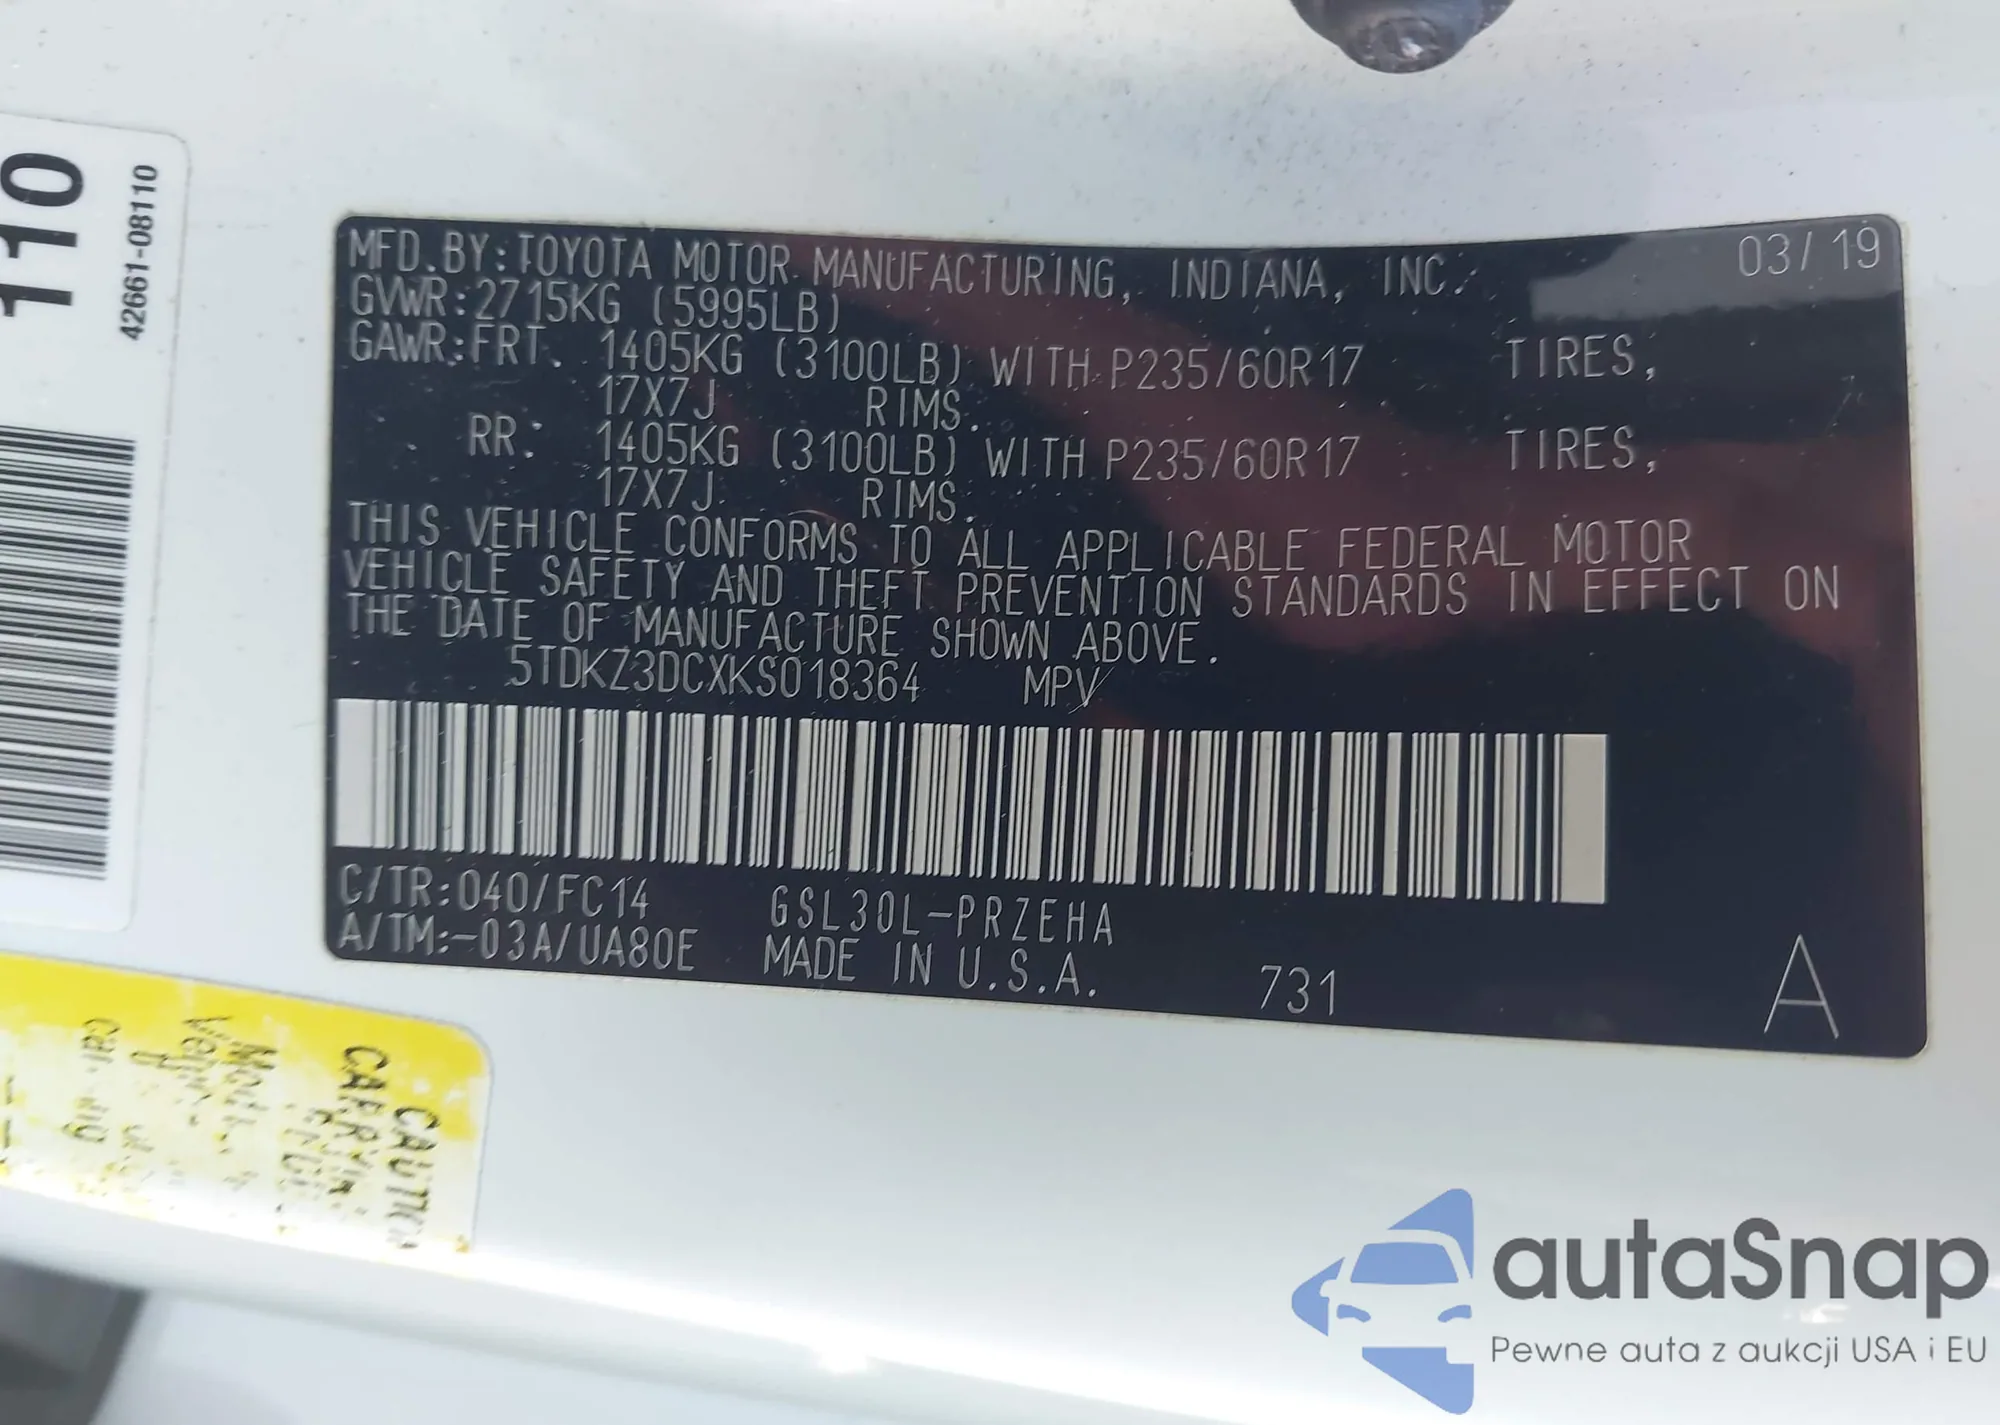 110
42661-08110
MFD. BY: TOYOTA MOTOR MANUFACTURING, INDIANA, INC. 03/19
GVWR: 2715KG (5995LB)
GAWR: FRT. 1405KG (3100LB) WITH P235/60R17 TIRES,
17X7J RIMS.
RR: 1405KG (3100LB) WITH P235/60R17 TIRES,
17X7J RIMS.
THIS VEHICLE CONFORMS TO ALL APPLICABLE FEDERAL MOTOR
VEHICLE SAFETY AND THEFT PREVENTION STANDARDS IN EFFECT ON
THE DATE OF MANUFACTURE SHOWN ABOVE.
5TDKZ3DCXKS018364 MPV
C/TR: 040/FC14 GSL30L-PRZEHA
A/TM: -03A/UA80E MADE IN U.S.A. 731 A
autaSnap
Pewne auta z aukcji USA i EU